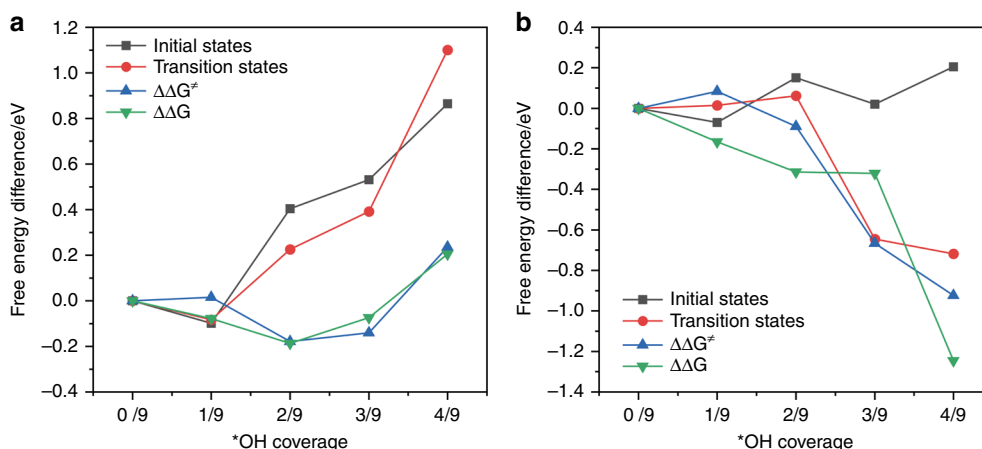 a
1.2
1.0
0.8
0.6
0.4
0.2
0.0
−0.2
−0.4
Free energy difference/eV
Initial states
Transition states
ΔΔG≠
ΔΔG
0 /9 1/9 2/9 3/9 4/9
*OH coverage
b
0.4
0.2
0.0
−0.2
−0.4
−0.6
−0.8
−1.0
−1.2
−1.4
Free energy difference/eV
Initial states
Transition states
ΔΔG≠
ΔΔG
0 /9 1/9 2/9 3/9 4/9
*OH coverage